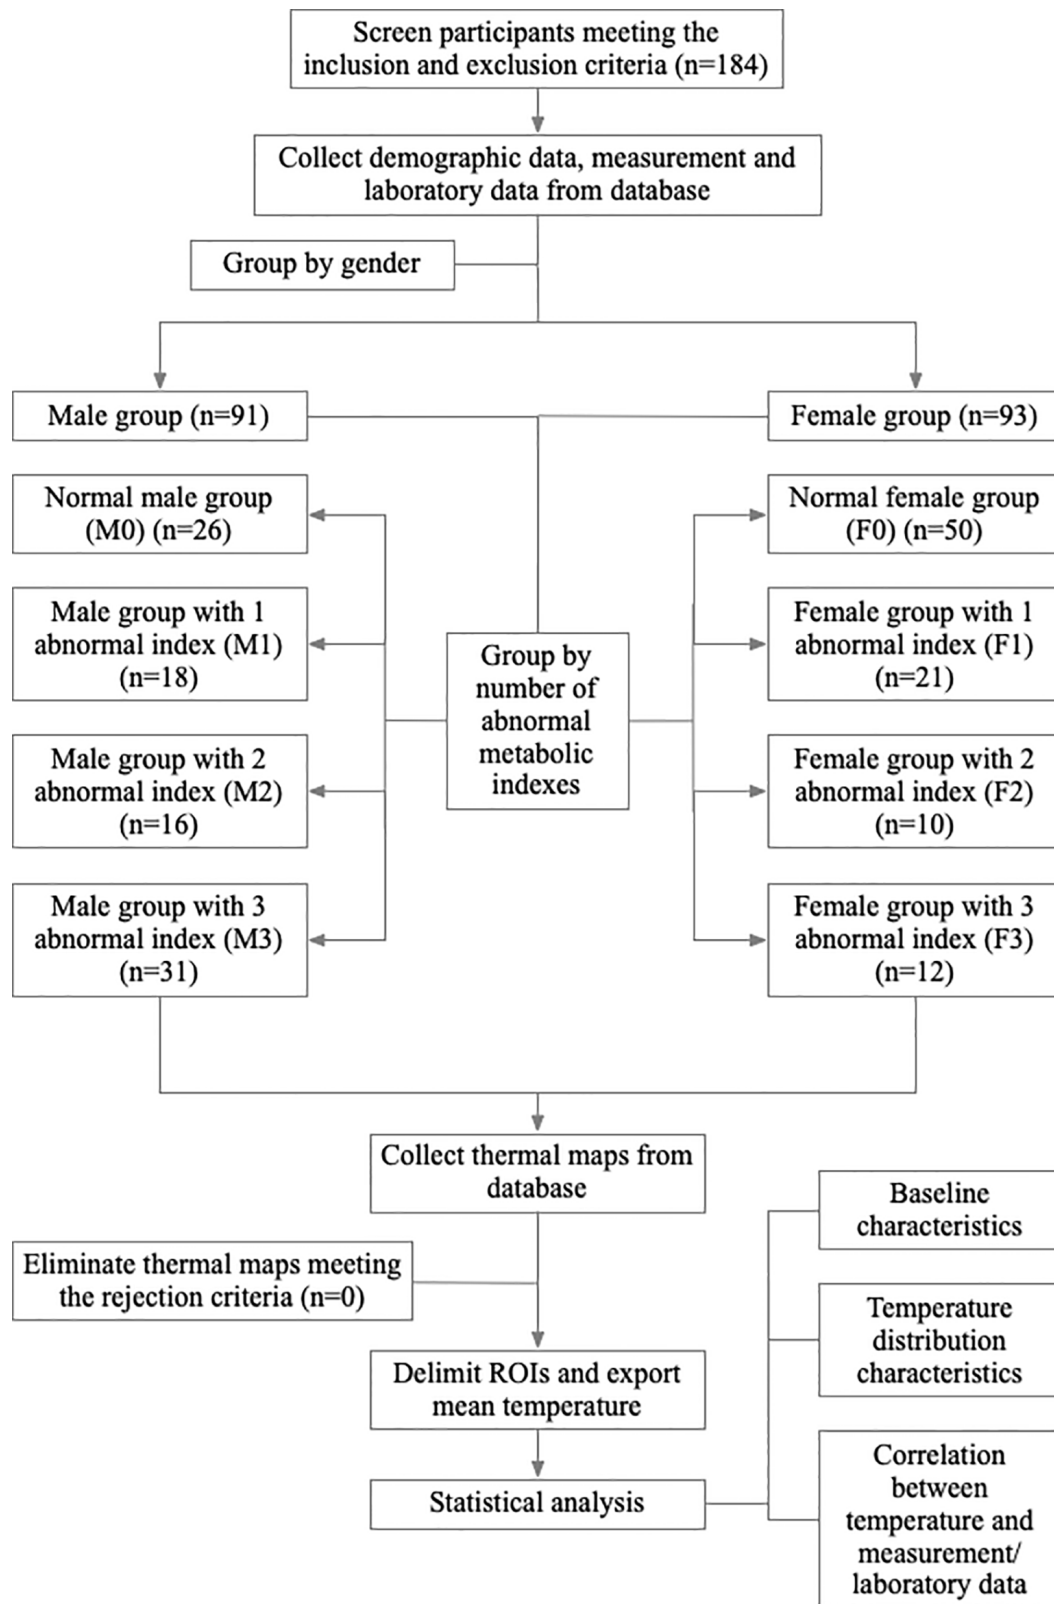 Screen participants meeting the
inclusion and exclusion criteria (n=184)
Collect demographic data, measurement and
laboratory data from database
Group by gender
Male group (n=91)
Female group (n=93)
Normal male group
(M0) (n=26)
Normal female group
(F0) (n=50)
Male group with 1
abnormal index (M1)
(n=18)
Female group with 1
abnormal index (F1)
(n=21)
Group by
number of
abnormal
metabolic
indexes
Male group with 2
abnormal index (M2)
(n=16)
Female group with 2
abnormal index (F2)
(n=10)
Male group with 3
abnormal index (M3)
(n=31)
Female group with 3
abnormal index (F3)
(n=12)
Collect thermal maps from
database
Eliminate thermal maps meeting
the rejection criteria (n=0)
Delimit ROIs and export
mean temperature
Statistical analysis
Baseline
characteristics
Temperature
distribution
characteristics
Correlation
between
temperature and
measurement/
laboratory data